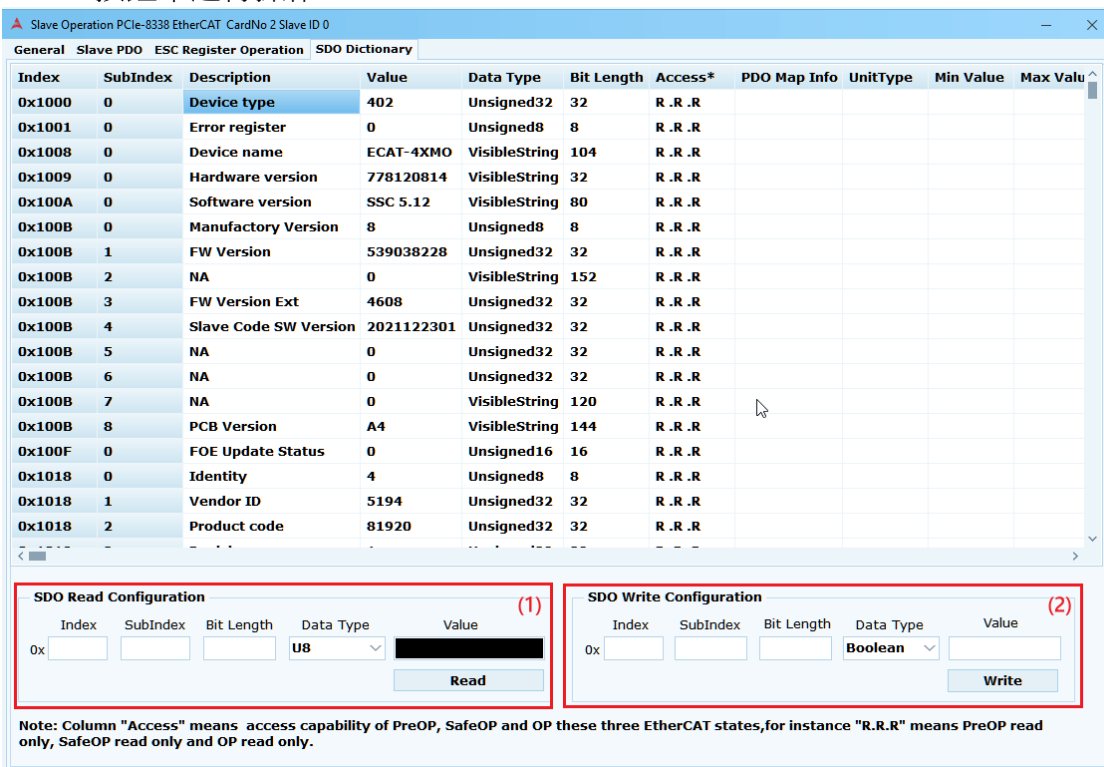 Slave Operation PCIe-8338 EtherCAT CardNo 2 Slave ID 0
General Slave PDO ESC Register Operation SDO Dictionary
Index SubIndex Description Value Data Type Bit Length Access* PDO Map Info UnitType Min Value Max Valu
0x1000 0 Device type 402 Unsigned32 32 R .R .R
0x1001 0 Error register 0 Unsigned8 8 R .R .R
0x1008 0 Device name ECAT-4XMO VisibleString 104 R .R .R
0x1009 0 Hardware version 778120814 VisibleString 32 R .R .R
0x100A 0 Software version SSC 5.12 VisibleString 80 R .R .R
0x100B 0 Manufactory Version 8 Unsigned8 8 R .R .R
0x100B 1 FW Version 539038228 Unsigned32 32 R .R .R
0x100B 2 NA 0 VisibleString 152 R .R .R
0x100B 3 FW Version Ext 4608 Unsigned32 32 R .R .R
0x100B 4 Slave Code SW Version 2021122301 Unsigned32 32 R .R .R
0x100B 5 NA 0 Unsigned32 32 R .R .R
0x100B 6 NA 0 Unsigned32 32 R .R .R
0x100B 7 NA 0 VisibleString 120 R .R .R
0x100B 8 PCB Version A4 VisibleString 144 R .R .R
0x100F 0 FOE Update Status 0 Unsigned16 16 R .R .R
0x1018 0 Identity 4 Unsigned8 8 R .R .R
0x1018 1 Vendor ID 5194 Unsigned32 32 R .R .R
0x1018 2 Product code 81920 Unsigned32 32 R .R .R
SDO Read Configuration (1)
Index SubIndex Bit Length Data Type Value
0x U8
Read
SDO Write Configuration (2)
Index SubIndex Bit Length Data Type Value
0x Boolean
Write
Note: Column "Access" means access capability of PreOP, SafeOP and OP these three EtherCAT states,for instance "R.R.R" means PreOP read
only, SafeOP read only and OP read only.